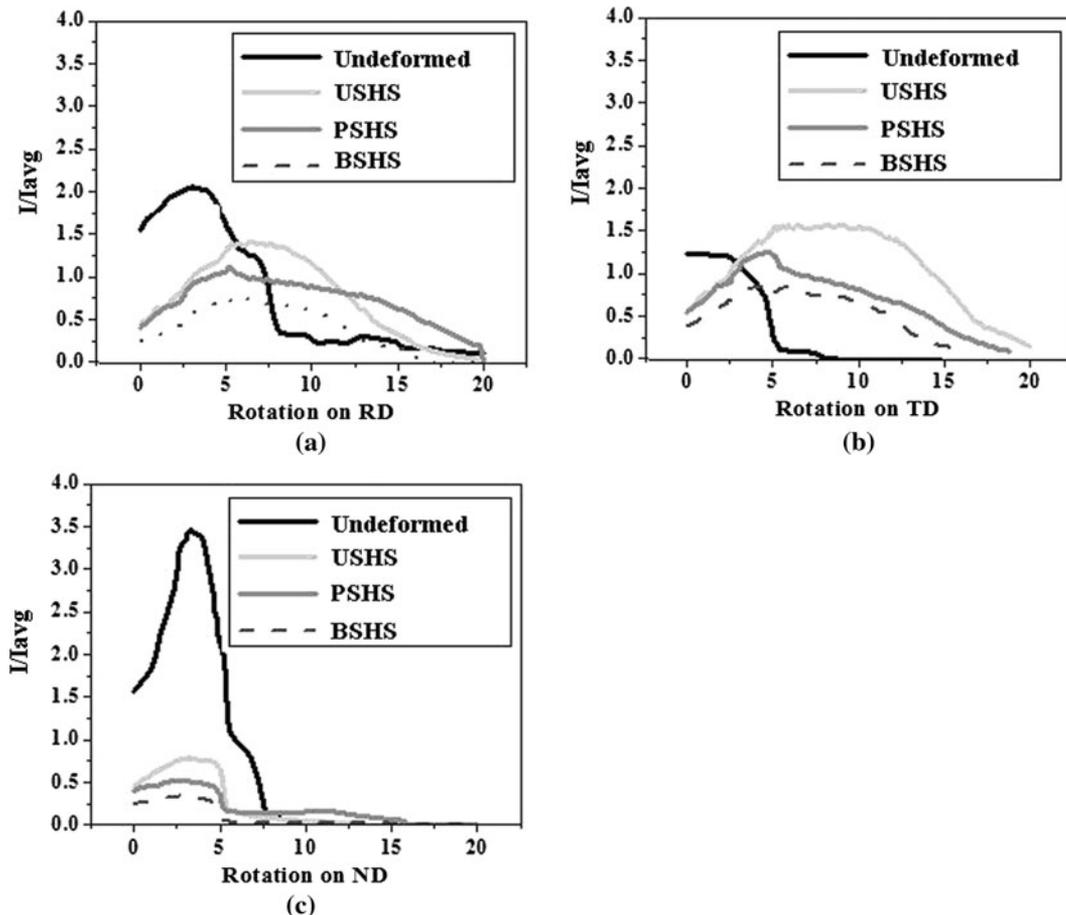 4.0
3.5
3.0
2.5
2.0
1.5
1.0
0.5
0.0
I/Iavg
Undeformed
USHS
PSHS
BSHS
0 5 10 15 20
Rotation on RD
(a)
4.0
3.5
3.0
2.5
2.0
1.5
1.0
0.5
0
I/Iavg
Undeformed
USHS
PSHS
BSHS
0 5 10 15 20
Rotation on TD
(b)
4.0
3.5
3.0
2.5
2.0
1.5
1.0
0.5
0.0
I/Iavg
Undeformed
USHS
PSHS
BSHS
0 5 10 15 20
Rotation on ND
(c)